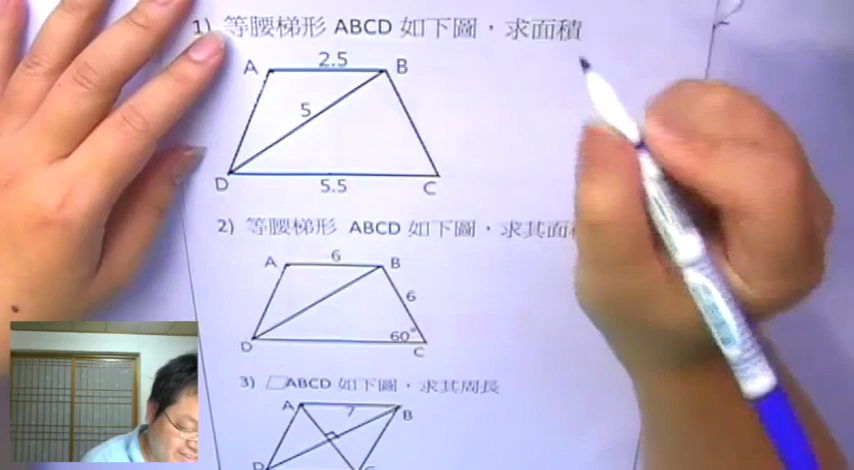 1) 等腰梯形 ABCD 如下圖，求面積
A 2.5 B
5
D 5.5 C
2) 等腰梯形 ABCD 如下圖，求其面
A 6 B
6
60°
D C
3) ▱ABCD 如下圖，求其周長
A 7 B
D C